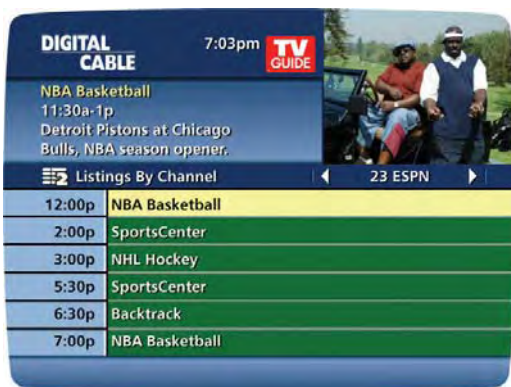 DIGITAL
CABLE
7:03pm
TV
GUIDE
NBA Basketball
11:30a-1p
Detroit Pistons at Chicago
Bulls, NBA season opener.
2 Listings By Channel
23 ESPN
12:00p NBA Basketball
2:00p SportsCenter
3:00p NHL Hockey
5:30p SportsCenter
6:30p Backtrack
7:00p NBA Basketball